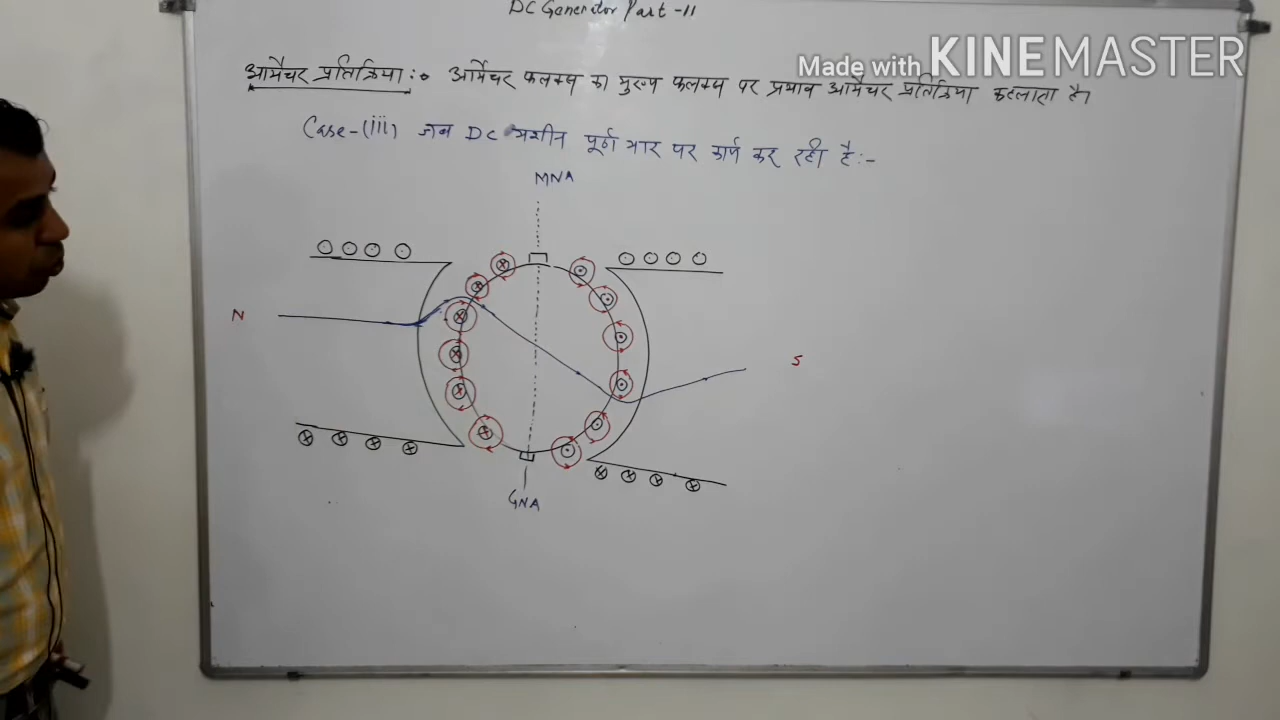 DC Generator Part-11
Made with KINEMASTER
आर्मेचर प्रतिक्रिया :- आर्मेचर फलक्स का मुख्य फलक्स पर प्रभाव आर्मेचर प्रतिक्रिया कहलाता है।
Case-(iii) जब DC मशीन पूर्ण भार पर कार्य कर रही है:-
MNA
N
S
GNA